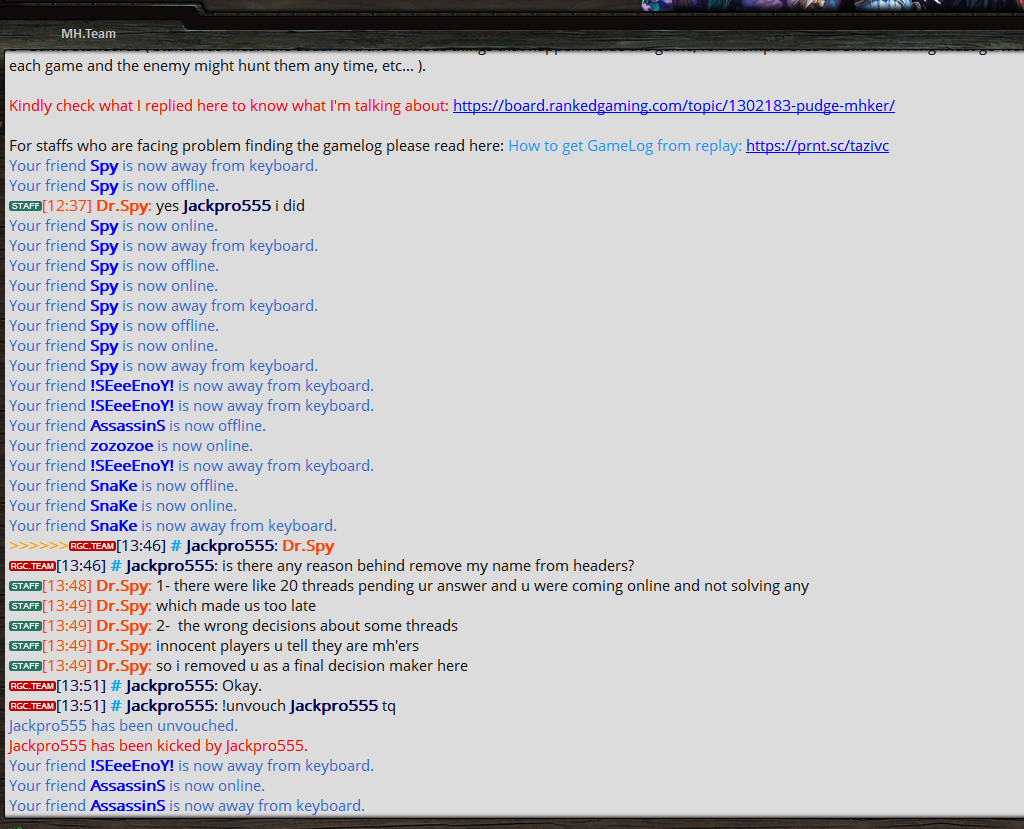 MH.Team
each game and the enemy might hunt them any time, etc... ).
Kindly check what I replied here to know what I'm talking about: https://board.rankedgaming.com/topic/1302183-pudge-mhker/
For staffs who are facing problem finding the gamelog please read here: How to get GameLog from replay: https://prnt.sc/tazivc
Your friend Spy is now away from keyboard.
Your friend Spy is now offline.
STAFF[12:37] Dr.Spy: yes Jackpro555 i did
Your friend Spy is now online.
Your friend Spy is now away from keyboard.
Your friend Spy is now offline.
Your friend Spy is now online.
Your friend Spy is now away from keyboard.
Your friend Spy is now offline.
Your friend Spy is now online.
Your friend Spy is now away from keyboard.
Your friend !SEeeEnoY! is now away from keyboard.
Your friend !SEeeEnoY! is now away from keyboard.
Your friend AssassinS is now offline.
Your friend zozozoe is now online.
Your friend !SEeeEnoY! is now away from keyboard.
Your friend SnaKe is now offline.
Your friend SnaKe is now online.
Your friend SnaKe is now away from keyboard.
>>>>>>RGC.TEAM[13:46] # Jackpro555: Dr.Spy
RGC.TEAM[13:46] # Jackpro555: is there any reason behind remove my name from headers?
STAFF[13:48] Dr.Spy: 1- there were like 20 threads pending ur answer and u were coming online and not solving any
STAFF[13:49] Dr.Spy: which made us too late
STAFF[13:49] Dr.Spy: 2-  the wrong decisions about some threads
STAFF[13:49] Dr.Spy: innocent players u tell they are mh'ers
STAFF[13:49] Dr.Spy: so i removed u as a final decision maker here
RGC.TEAM[13:51] # Jackpro555: Okay.
RGC.TEAM[13:51] # Jackpro555: !unvouch Jackpro555 tq
Jackpro555 has been unvouched.
Jackpro555 has been kicked by Jackpro555.
Your friend !SEeeEnoY! is now away from keyboard.
Your friend AssassinS is now online.
Your friend AssassinS is now away from keyboard.